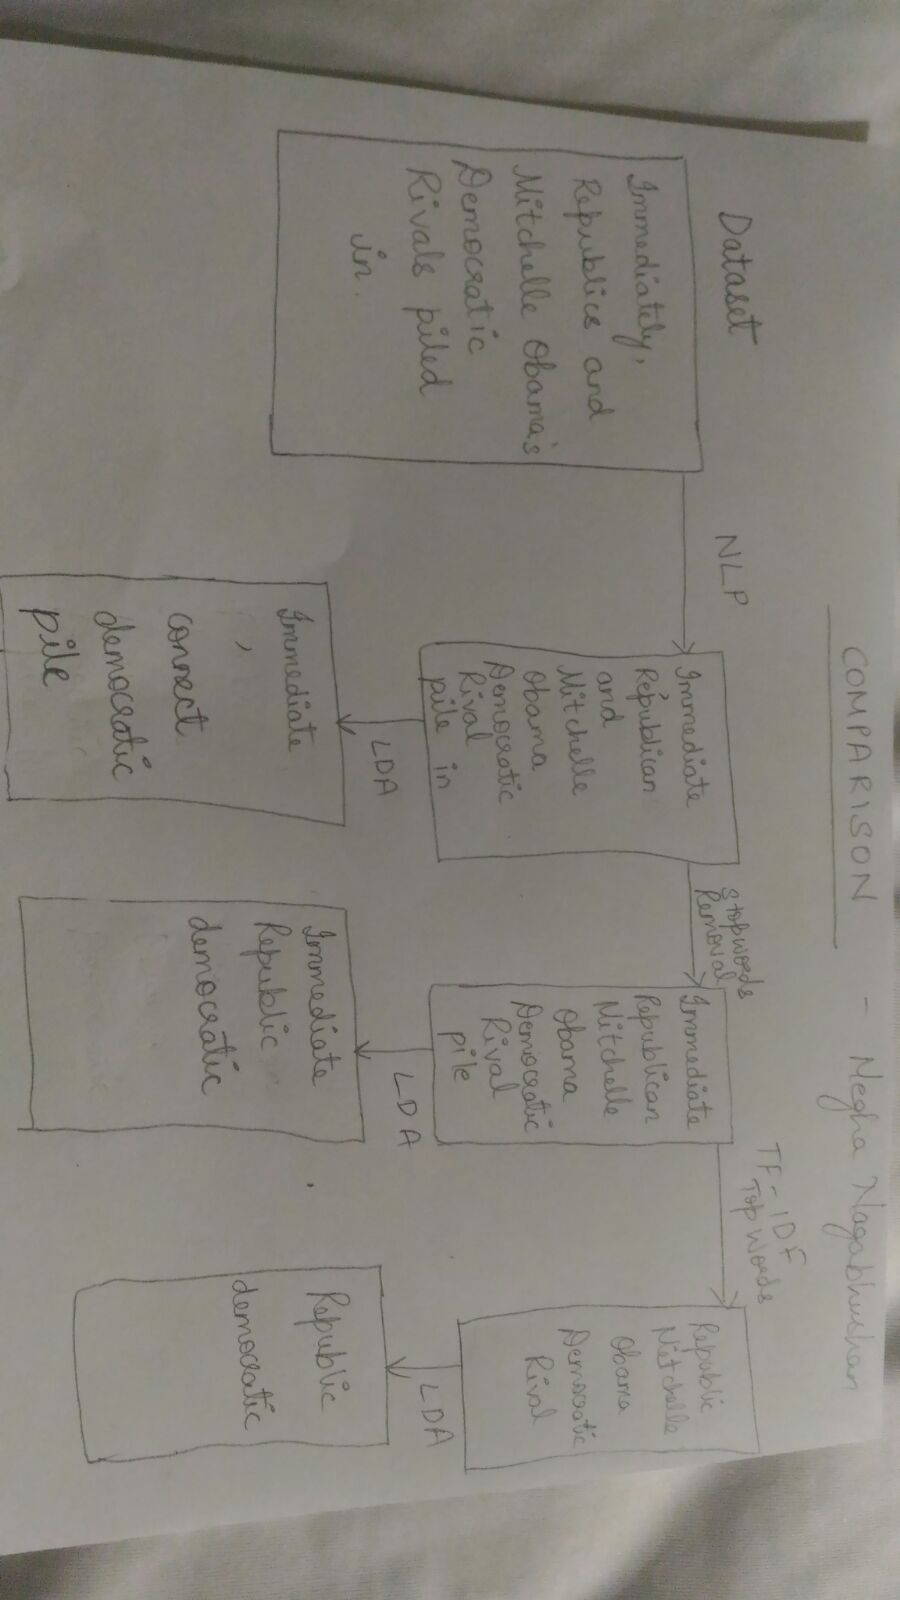 COMPARISON - Megha Nagabhushan
Dataset
Immediately,
Republics and
Mitchelle Obama's
Democratic
Rivals piled
in.
NLP
Immediate
Republican
and
Mitchelle
Obama
Democratic
Rival
pile in
Stopwords
Removal
Immediate
Republican
Mitchelle
Obama
Democratic
Rival
pile
TF-IDF
Top Words
Republic
Mitchelle
Obama
Democratic
Rival
LDA
Immediate
,
connect
democratic
pile
LDA
Immediate
Republic
democratic
LDA
Republic
democratic